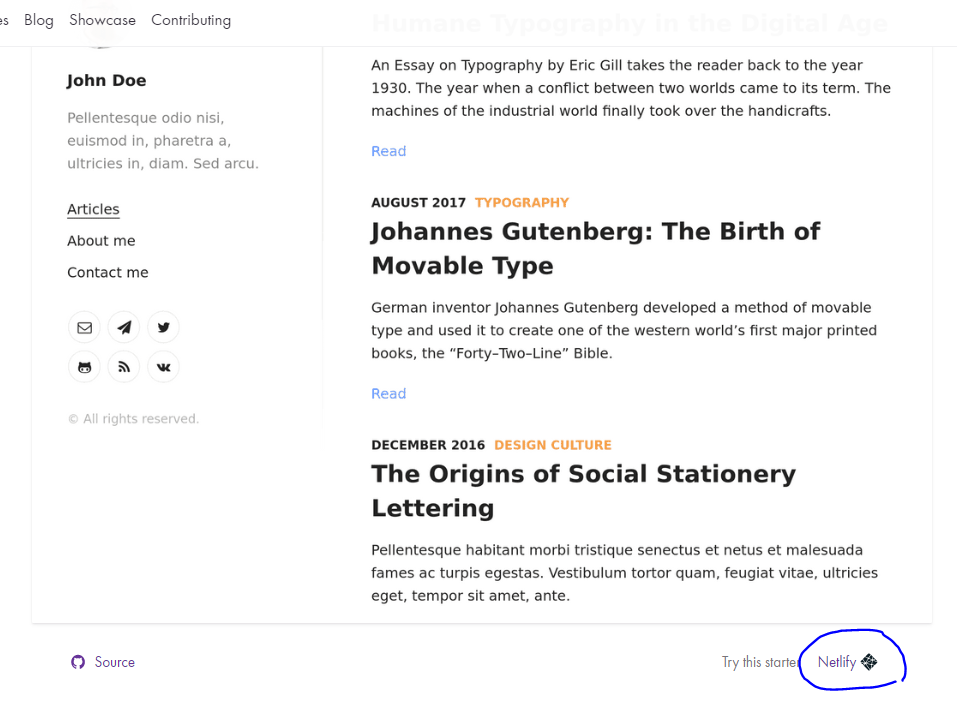 es Blog Showcase Contributing
Humane Typography in the Digital Age
John Doe
Pellentesque odio nisi,
euismod in, pharetra a,
ultricies in, diam. Sed arcu.
Articles
About me
Contact me
© All rights reserved.
An Essay on Typography by Eric Gill takes the reader back to the year
1930. The year when a conflict between two worlds came to its term. The
machines of the industrial world finally took over the handicrafts.
Read
AUGUST 2017 TYPOGRAPHY
Johannes Gutenberg: The Birth of
Movable Type
German inventor Johannes Gutenberg developed a method of movable
type and used it to create one of the western world’s first major printed
books, the “Forty–Two–Line” Bible.
Read
DECEMBER 2016 DESIGN CULTURE
The Origins of Social Stationery
Lettering
Pellentesque habitant morbi tristique senectus et netus et malesuada
fames ac turpis egestas. Vestibulum tortor quam, feugiat vitae, ultricies
eget, tempor sit amet, ante.
Source
Try this starter Netlify